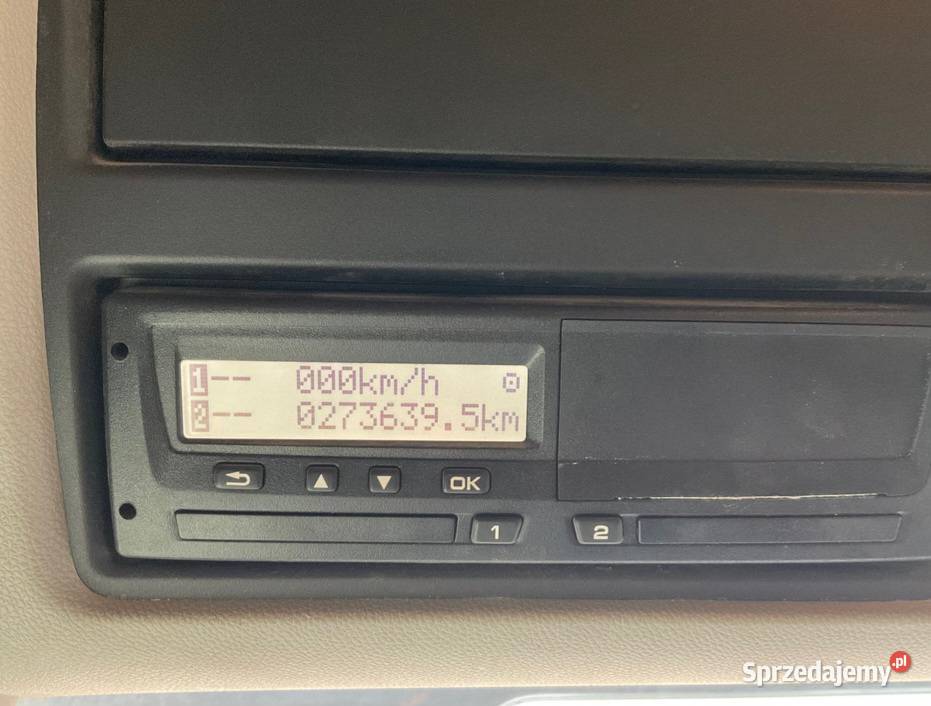 1-- 000km/h
2-- 0273639.5km
OK
1 2
Sprzedajemy.pl